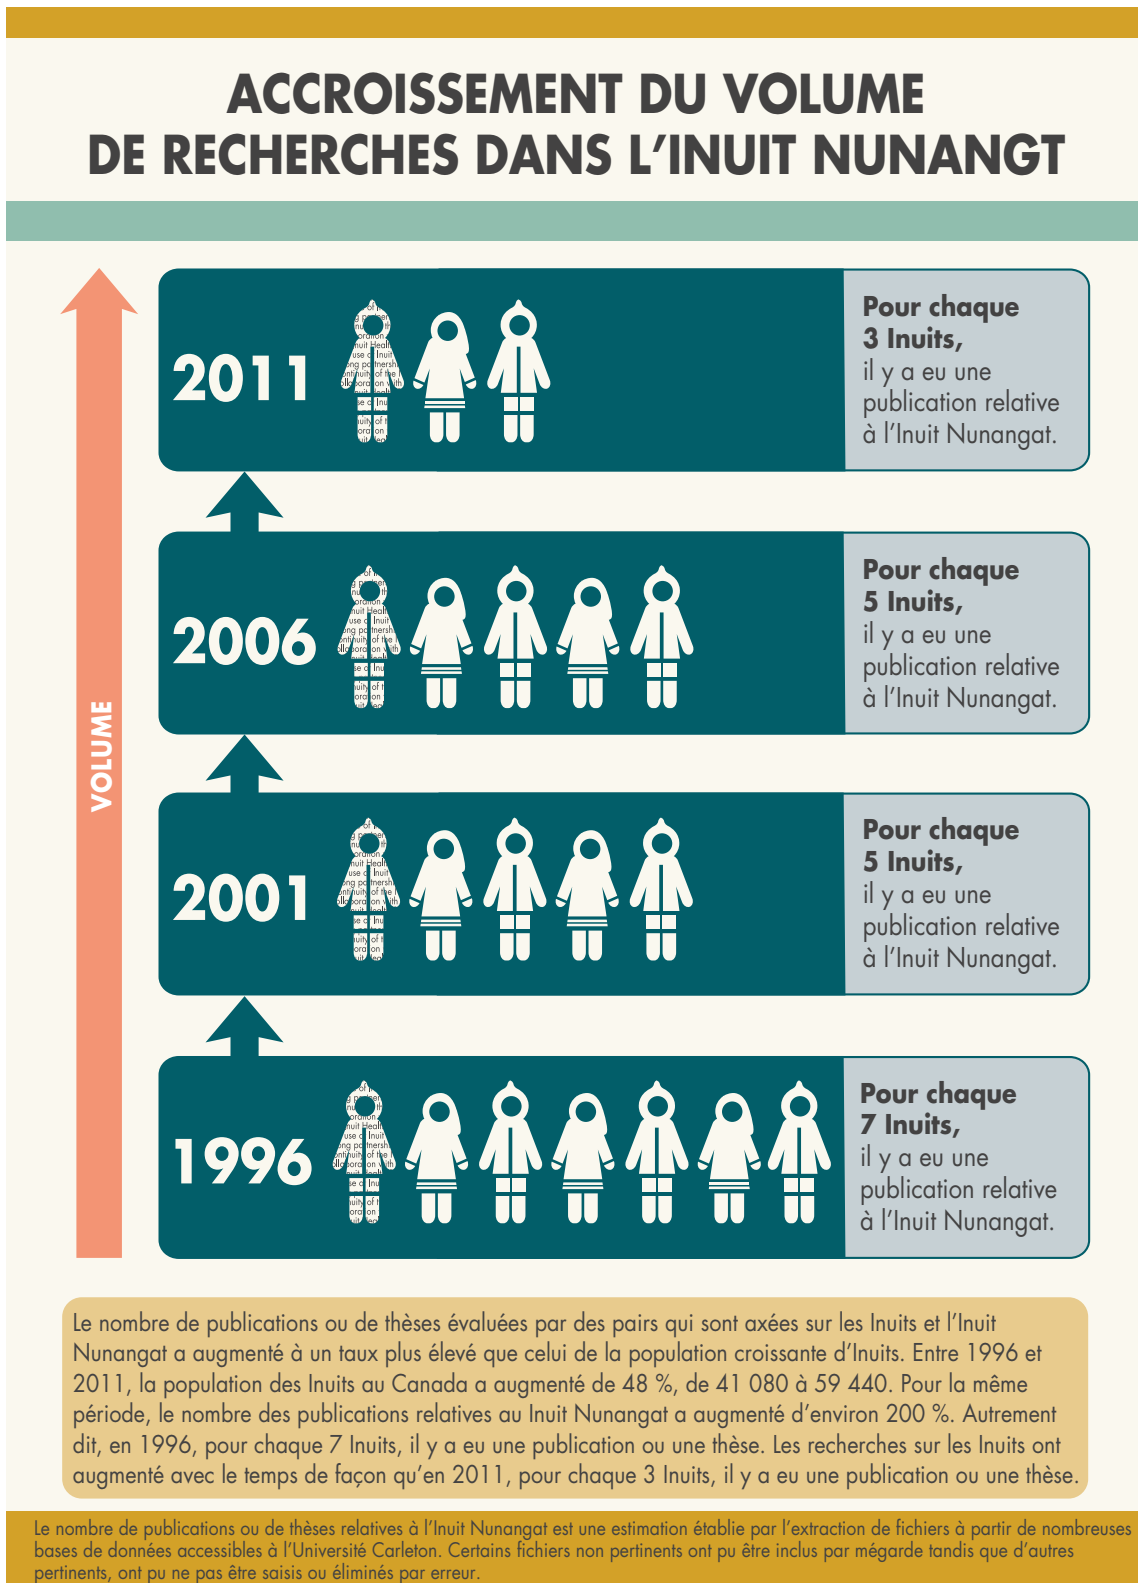 ACCROISSEMENT DU VOLUME
DE RECHERCHES DANS L'INUIT NUNANGT
VOLUME
2011
Pour chaque
3 Inuits,
il y a eu une
publication relative
à l'Inuit Nunangat.
2006
Pour chaque
5 Inuits,
il y a eu une
publication relative
à l'Inuit Nunangat.
2001
Pour chaque
5 Inuits,
il y a eu une
publication relative
à l'Inuit Nunangat.
1996
Pour chaque
7 Inuits,
il y a eu une
publication relative
à l'Inuit Nunangat.
Le nombre de publications ou de thèses évaluées par des pairs qui sont axées sur les Inuits et l'Inuit
Nunangat a augmenté à un taux plus élevé que celui de la population croissante d'Inuits. Entre 1996 et
2011, la population des Inuits au Canada a augmenté de 48 %, de 41 080 à 59 440. Pour la même
période, le nombre des publications relatives au Inuit Nunangat a augmenté d'environ 200 %. Autrement
dit, en 1996, pour chaque 7 Inuits, il y a eu une publication ou une thèse. Les recherches sur les Inuits ont
augmenté avec le temps de façon qu'en 2011, pour chaque 3 Inuits, il y a eu une publication ou une thèse.
Le nombre de publications ou de thèses relatives à l'Inuit Nunangat est une estimation établie par l'extraction de fichiers à partir de nombreuses
bases de données accessibles à l'Université Carleton. Certains fichiers non pertinents ont pu être inclus par mégarde tandis que d'autres
pertinents, ont pu ne pas être saisis ou éliminés par erreur.